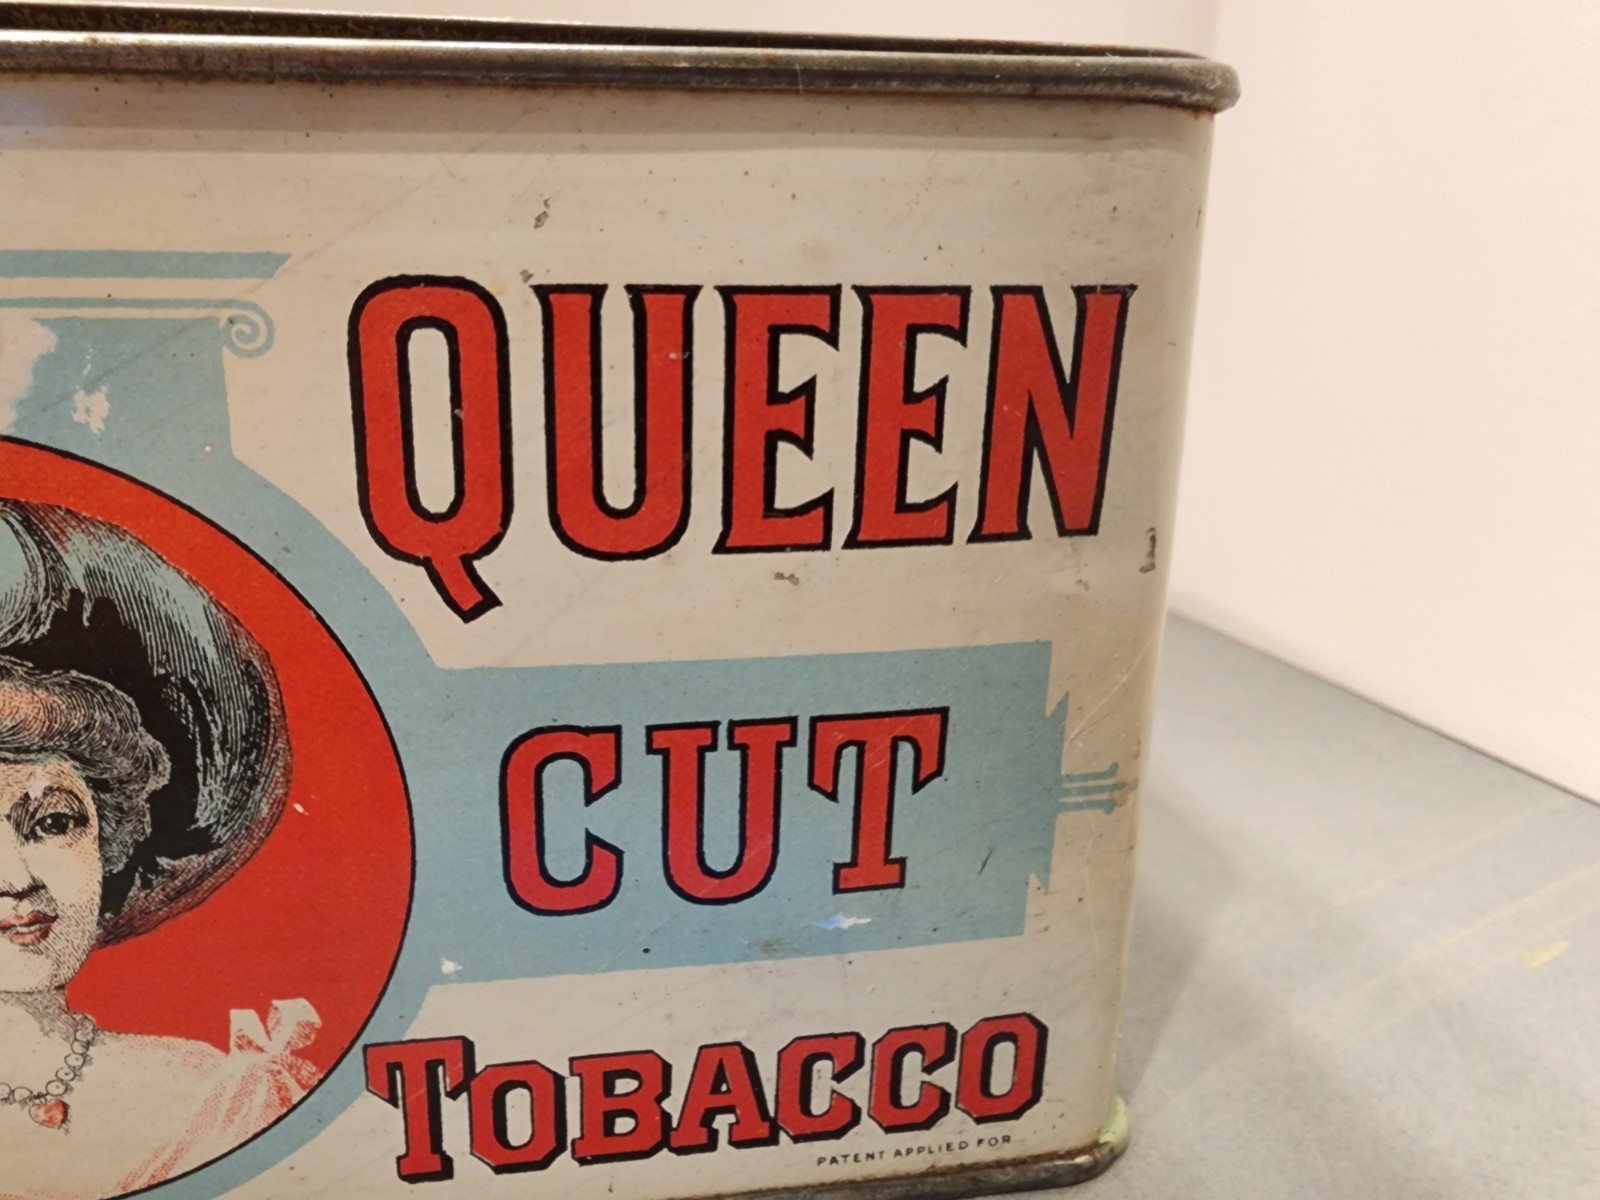 QUEEN
CUT
TOBACCO
PATENT APPLIED FOR